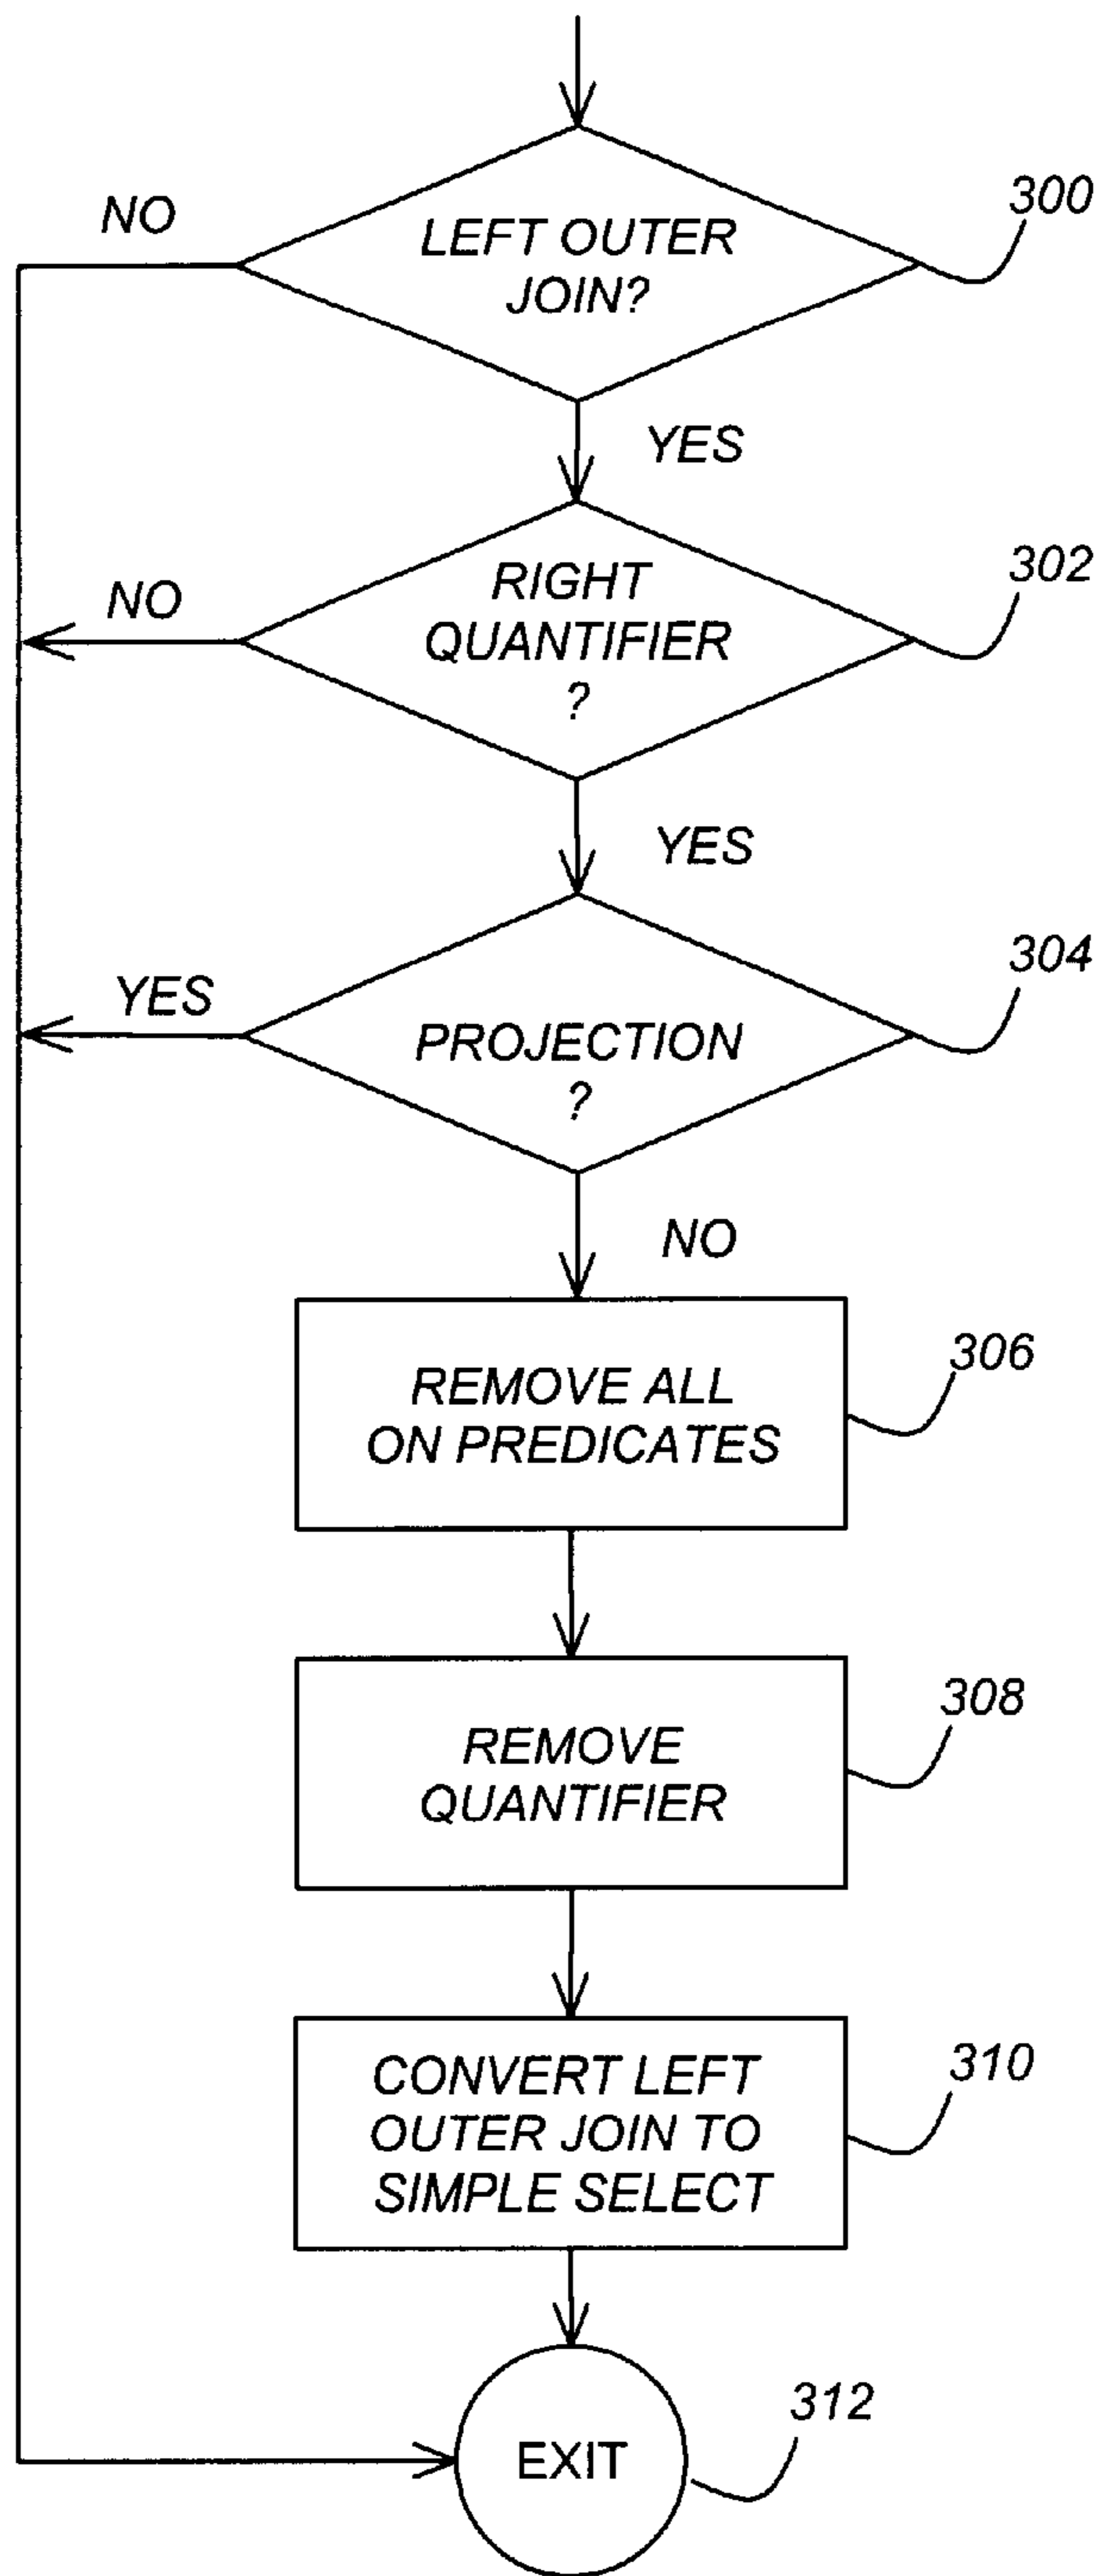 300
NO
LEFT OUTER
JOIN?
YES
302
RIGHT
QUANTIFIER
?
NO
YES
304
YES
PROJECTION
?
NO
306
REMOVE ALL
ON PREDICATES
308
REMOVE
QUANTIFIER
310
CONVERT LEFT
OUTER JOIN TO
SIMPLE SELECT
312
EXIT